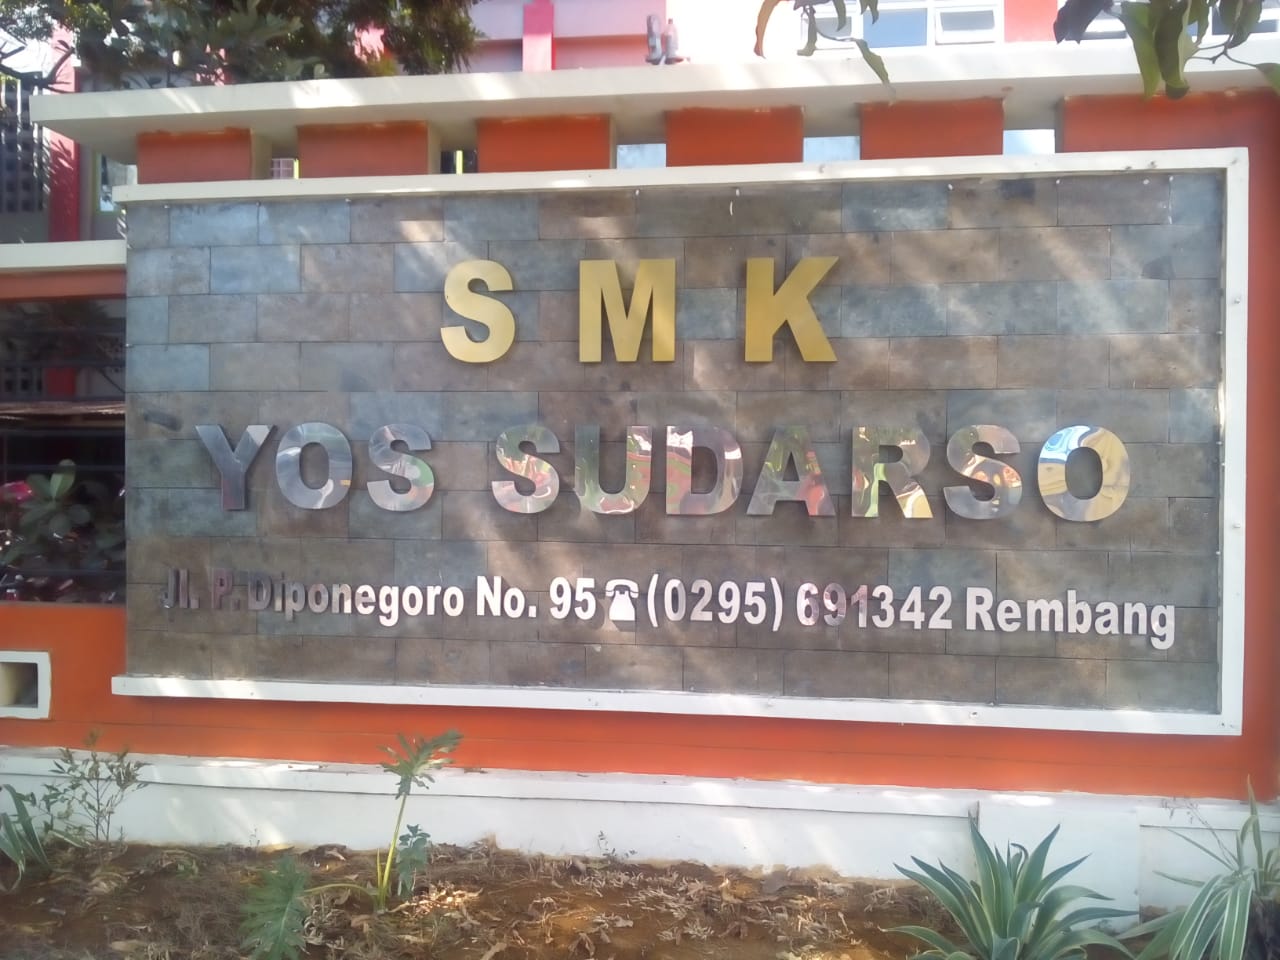 SMK
YOS SUDARSO
Jl. P. Diponegoro No. 95 ☎ (0295) 691342 Rembang